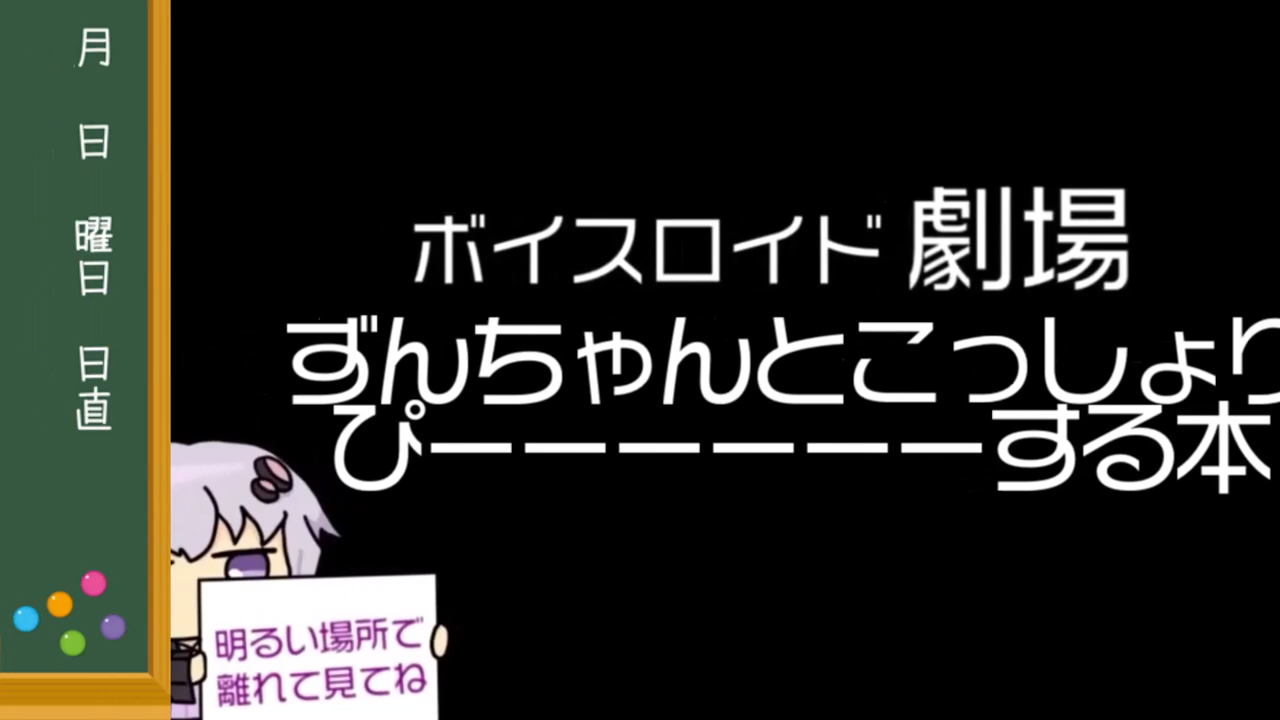 月 日 曜日 日直
ボイスロイド劇場
ずんちゃんとこっしょり
ぴーーーーーーする本
明るい場所で
離れて見てね